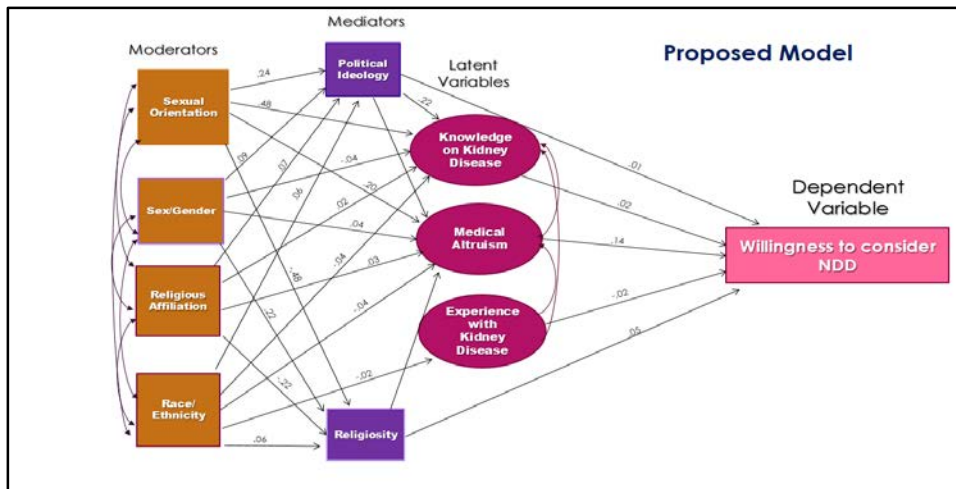 Moderators
Mediators
Proposed Model
Latent
Variables
Dependent
Variable
Sexual
Orientation
Sex/Gender
Religious
Affiliation
Race/
Ethnicity
Political
Ideology
Religiosity
Knowledge
on Kidney
Disease
Medical
Altruism
Experience
with
Kidney
Disease
Willingness to consider
NDD
.24
.48
.22
.09
.07
-.04
.06
.20
.02
.01
.02
.04
.14
-.04
.03
-.48
-.04
-.02
.22
.05
-.02
-.22
.06